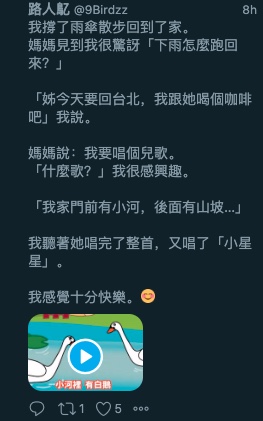 路人鳦 @9Birdzz 8h
我撐了雨傘散步回到了家。
媽媽見到我很驚訝「下雨怎麼跑回
來？」
「姊今天要回台北，我跟她喝個咖啡
吧」我說。
媽媽說：我要唱個兒歌。
「什麼歌？」我很感興趣。
「我家門前有小河，後面有山坡...」
我聽著她唱完了整首，又唱了「小星
星」。
我感覺十分快樂。😊
小河裡 有白鵝
1 5